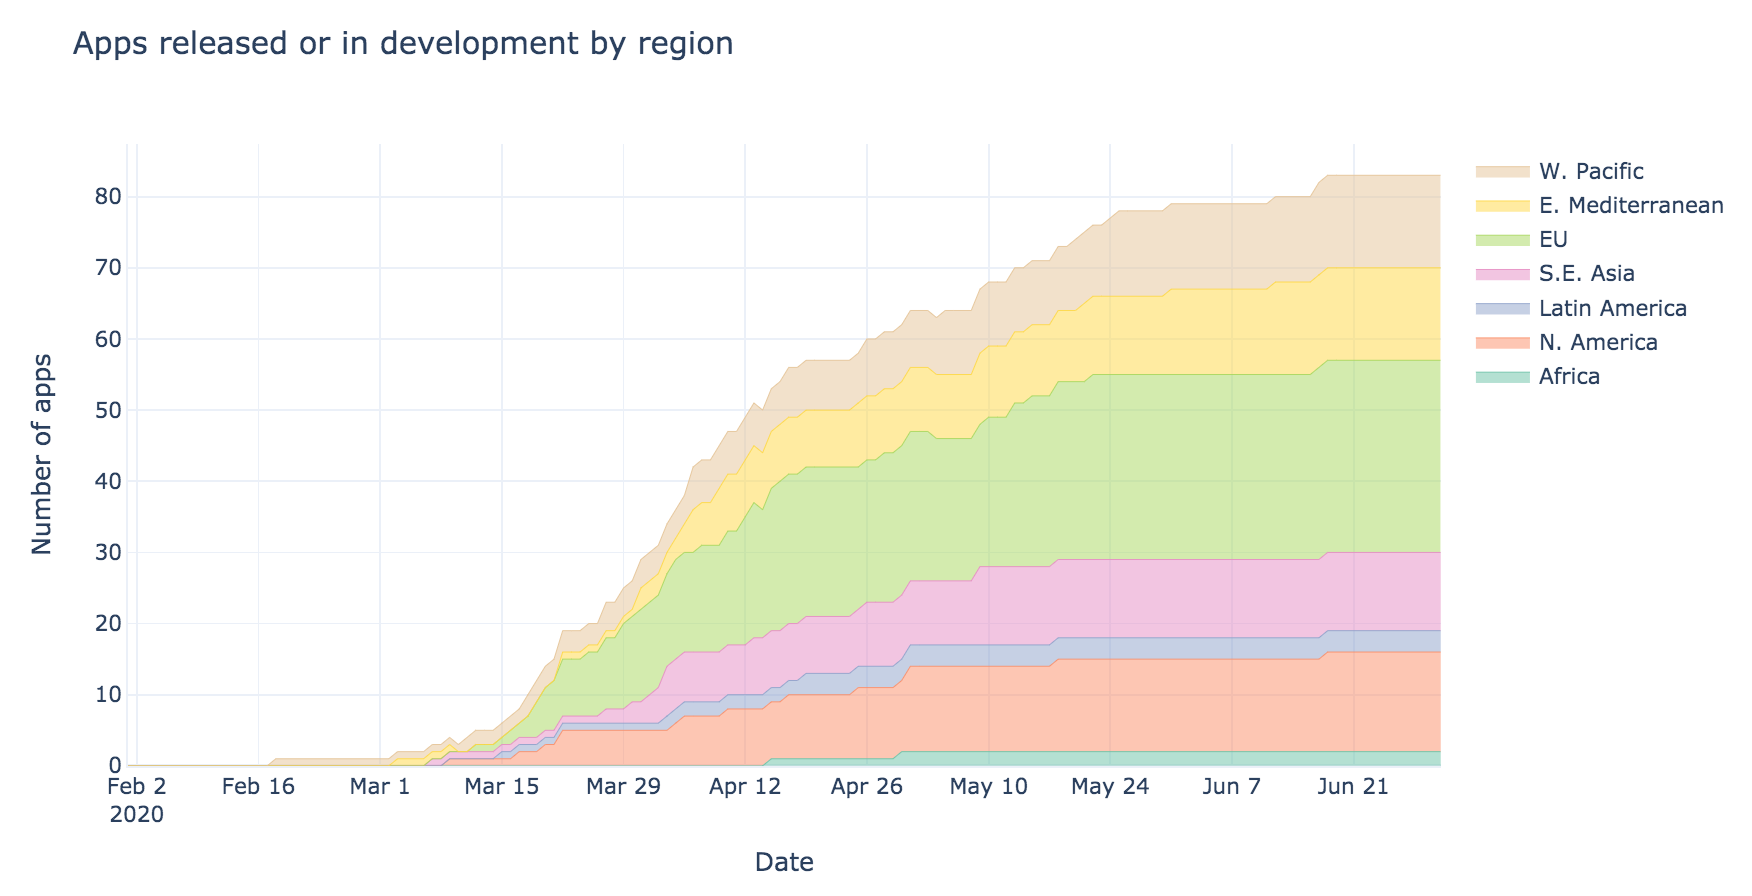 Apps released or in development by region
W. Pacific
E. Mediterranean
EU
S.E. Asia
Latin America
N. America
Africa
Number of apps
80
70
60
50
40
30
20
10
0
Feb 2 Feb 16 Mar 1 Mar 15 Mar 29 Apr 12 Apr 26 May 10 May 24 Jun 7 Jun 21
2020
Date